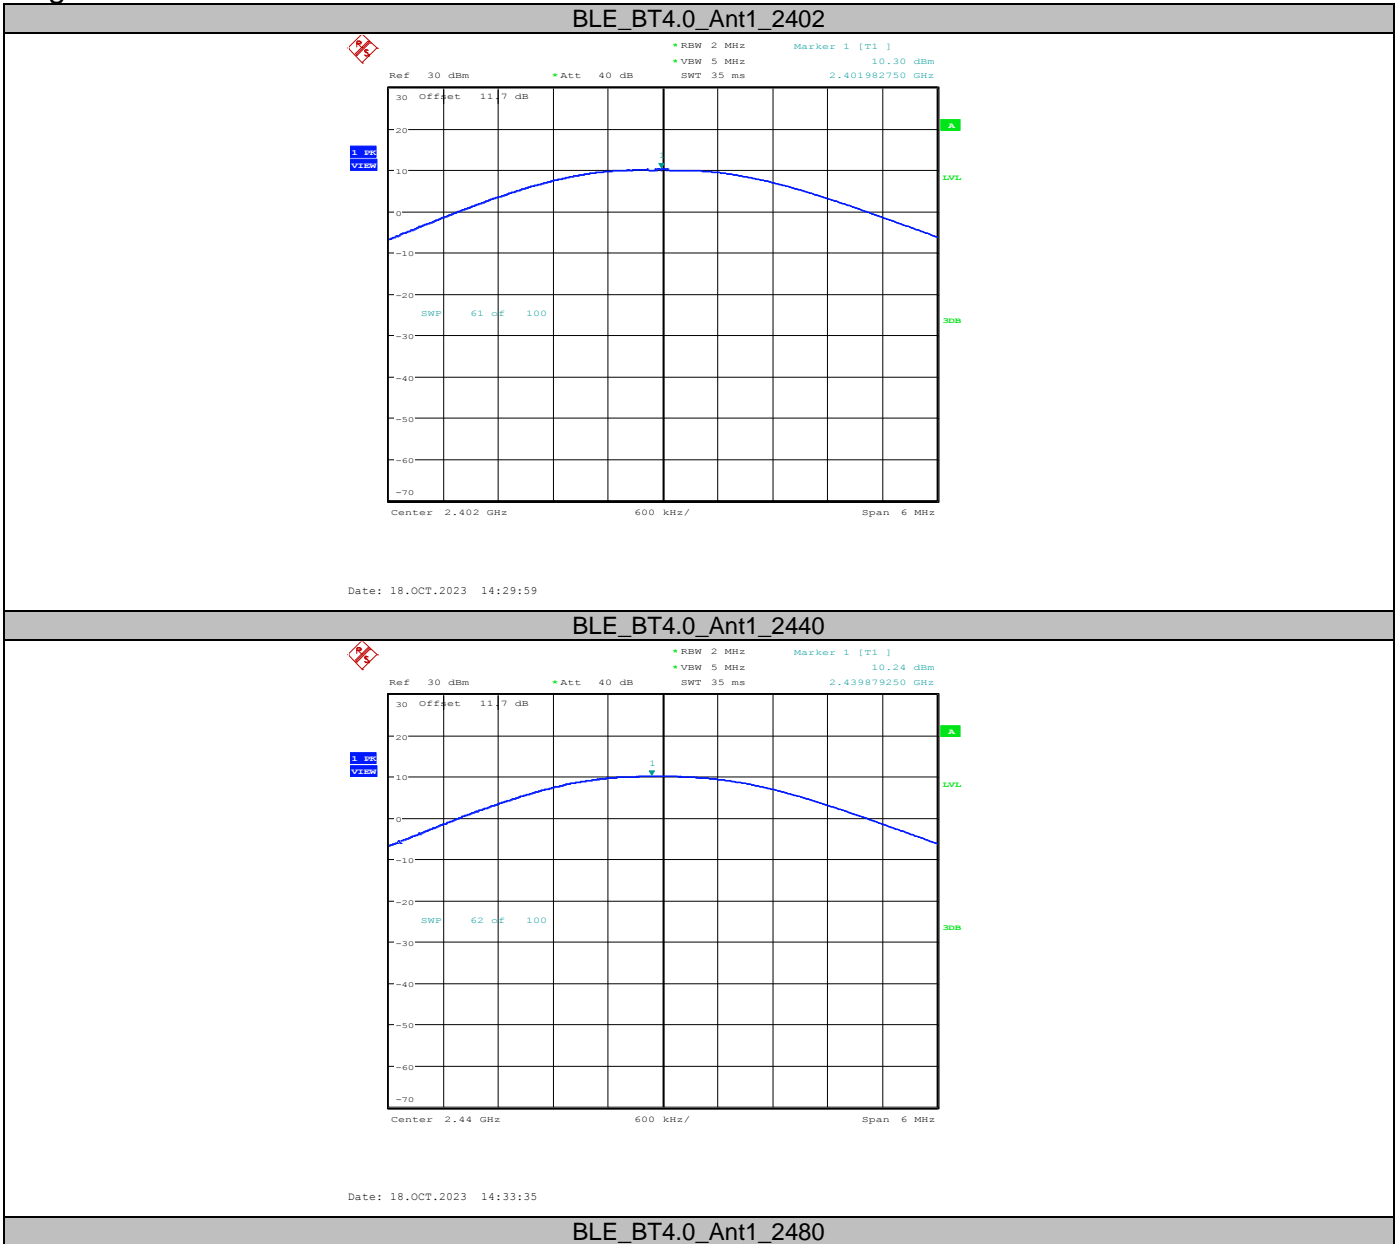 BLE_BT4.0_Ant1_2402
R S
*RBW 2 MHz Marker 1 [T1 ]
*VBW 5 MHz 10.30 dBm
Ref 30 dBm *Att 40 dB SWT 35 ms 2.401982750 GHz
30 Offset 11.7 dB
A
20
1 PK
VIEW
1
10
LVL
0
-10
-20
SWP 61 of 100
3DB
-30
-40
-50
-60
-70
Center 2.402 GHz 600 kHz/ Span 6 MHz
Date: 18.OCT.2023 14:29:59
BLE_BT4.0_Ant1_2440
R S
*RBW 2 MHz Marker 1 [T1 ]
*VBW 5 MHz 10.24 dBm
Ref 30 dBm *Att 40 dB SWT 35 ms 2.439879250 GHz
30 Offset 11.7 dB
A
20
1 PK
VIEW
1
10
LVL
0
-10
-20
SWP 62 of 100
3DB
-30
-40
-50
-60
-70
Center 2.44 GHz 600 kHz/ Span 6 MHz
Date: 18.OCT.2023 14:33:35
BLE_BT4.0_Ant1_2480